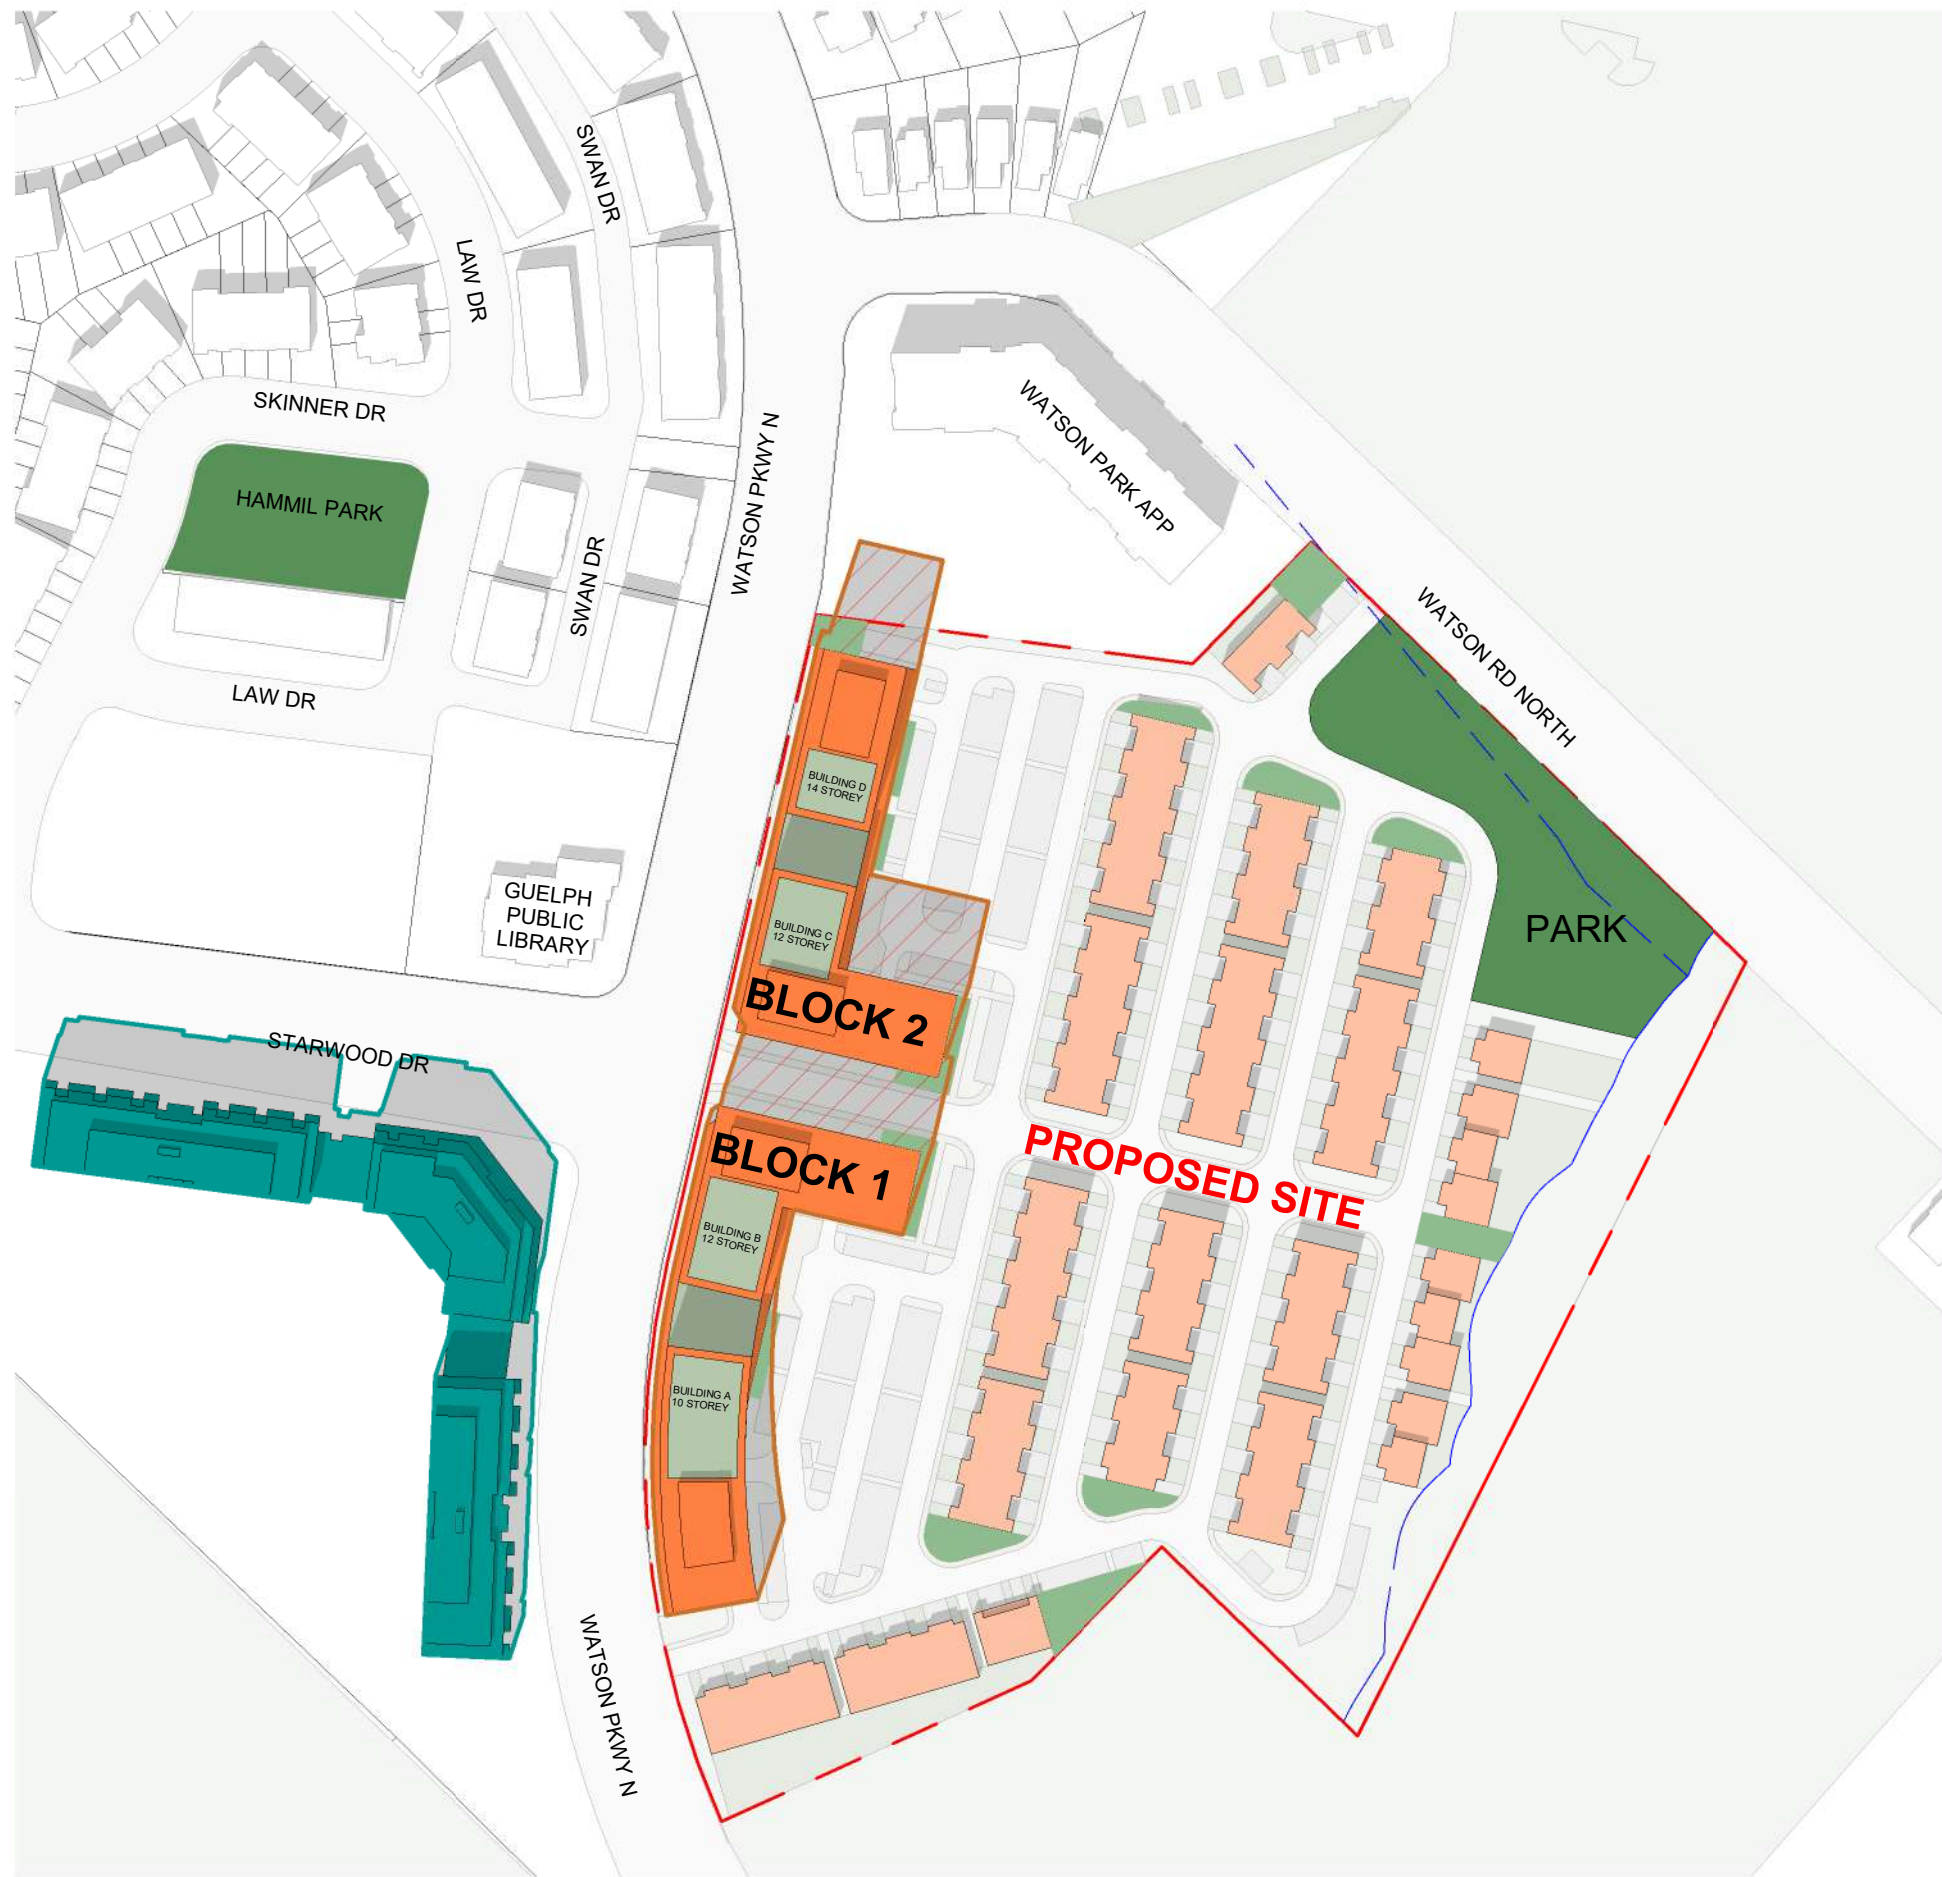 SWAN DR
LAW DR
SKINNER DR
WATSON PKWY N
WATSON PARK APP
HAMMIL PARK
SWAN DR
WATSON RD NORTH
LAW DR
BUILDING D
14 STOREY
GUELPH
PUBLIC
LIBRARY
BUILDING C
12 STOREY
PARK
BLOCK 2
STARWOOD DR
BLOCK 1
PROPOSED SITE
BUILDING B
12 STOREY
BUILDING A
10 STOREY
WATSON PKWY N